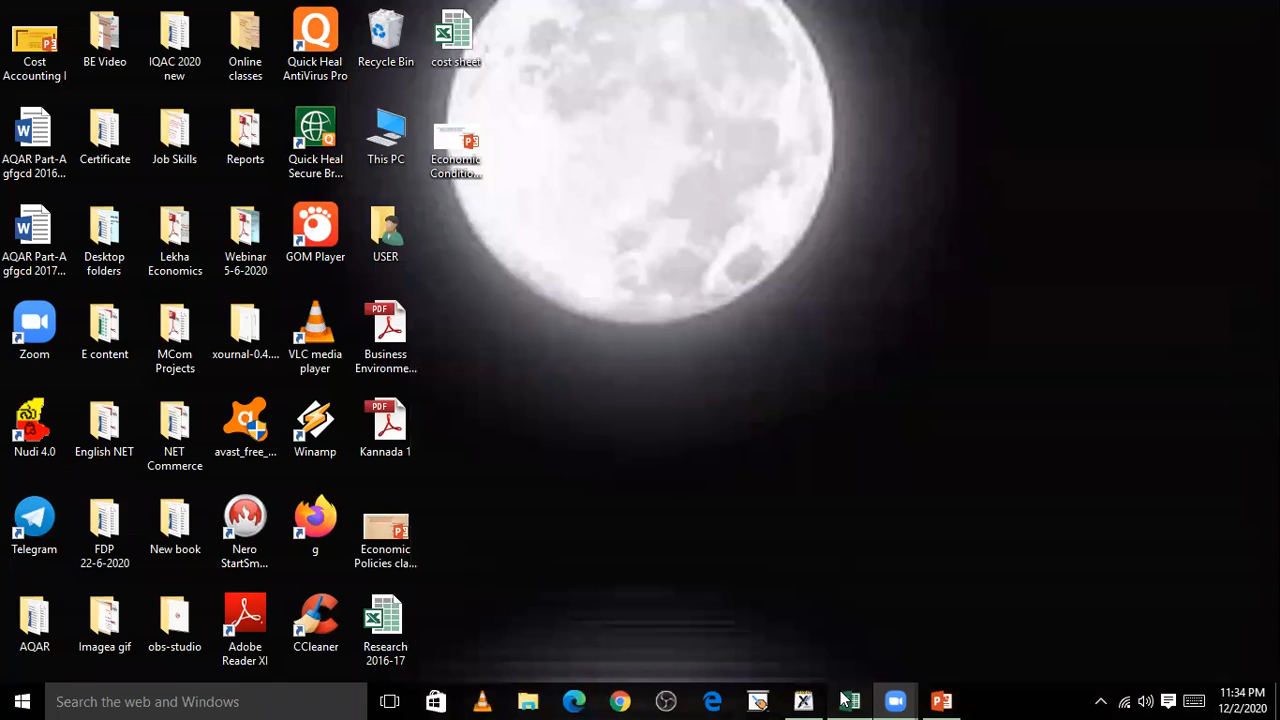 Cost
Accounting I
BE Video
IQAC 2020
new
Online
classes
Quick Heal
AntiVirus Pro
Recycle Bin
cost sheet
AQAR Part-A
gfgcd 2016...
Certificate
Job Skills
Reports
Quick Heal
Secure Br...
This PC
Economic
Conditio...
AQAR Part-A
gfgcd 2017...
Desktop
folders
Lekha
Economics
Webinar
5-6-2020
GOM Player
USER
Zoom
E content
MCom
Projects
xournal-0.4....
VLC media
player
PDF
Business
Environme...
ನು
ಡಿ
Nudi 4.0
English NET
NET
Commerce
avast_free_...
Winamp
PDF
Kannada 1
Telegram
FDP
22-6-2020
New book
Nero
StartSm...
g
Economic
Policies cla...
AQAR
Imagea gif
obs-studio
Adobe
Reader XI
CCleaner
Research
2016-17
Search the web and Windows
11:34 PM
12/2/2020